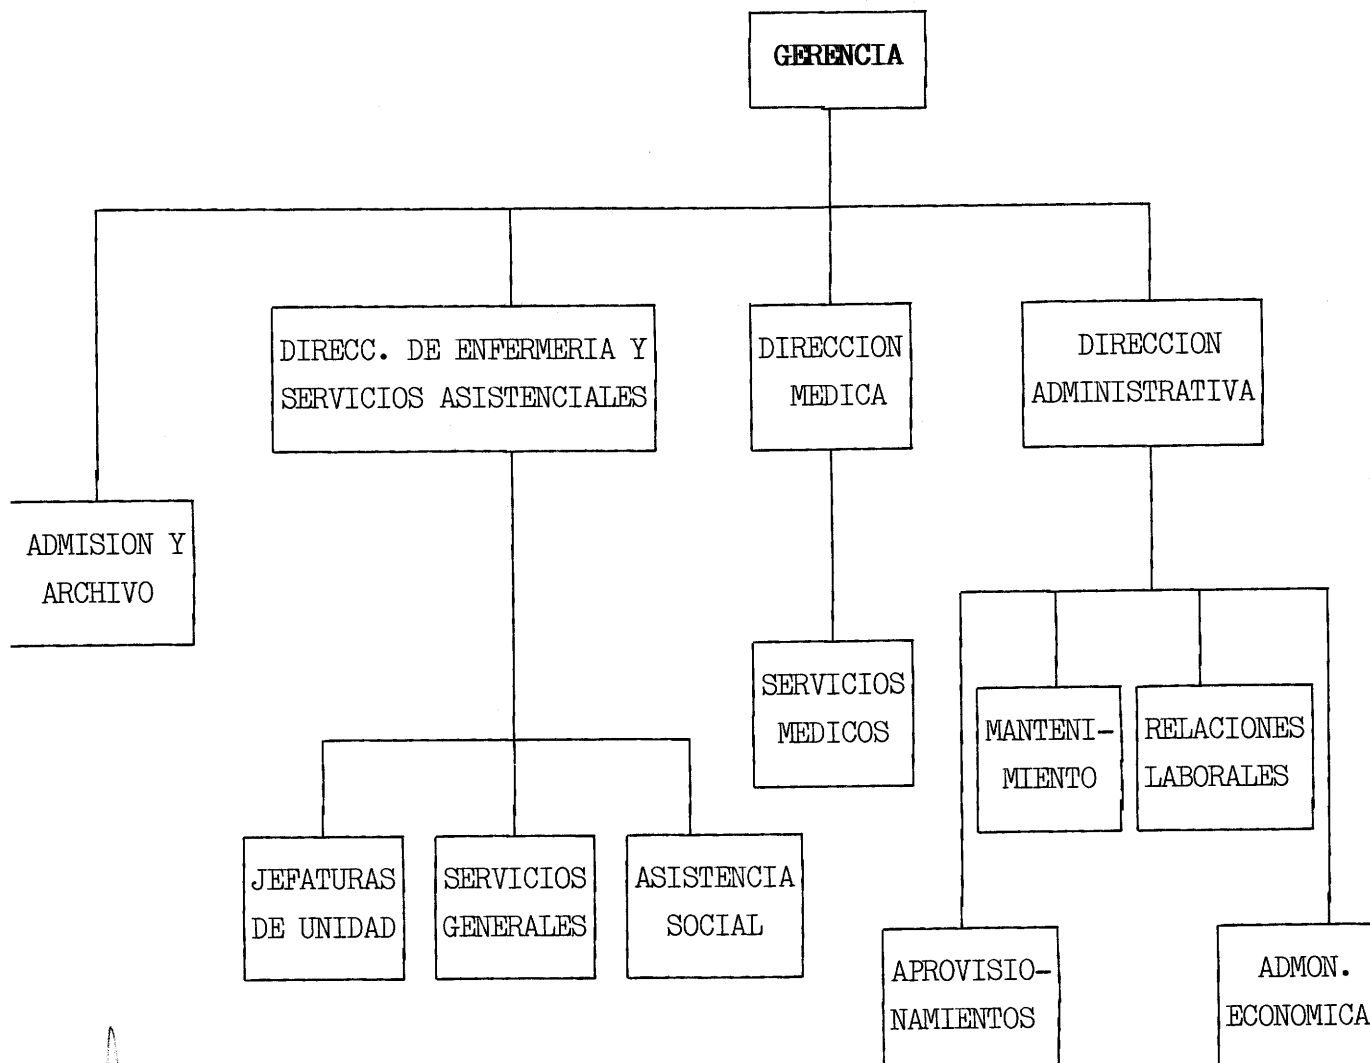 GERENCIA
DIRECC. DE ENFERMERIA Y
SERVICIOS ASISTENCIALES
DIRECCION
MEDICA
DIRECCION
ADMINISTRATIVA
ADMISION Y
ARCHIVO
SERVICIOS
MEDICOS
MANTENI-
MIENTO
RELACIONES
LABORALES
JEFATURAS
DE UNIDAD
SERVICIOS
GENERALES
ASISTENCIA
SOCIAL
APROVISIO-
NAMIENTOS
ADMON.
ECONOMICA